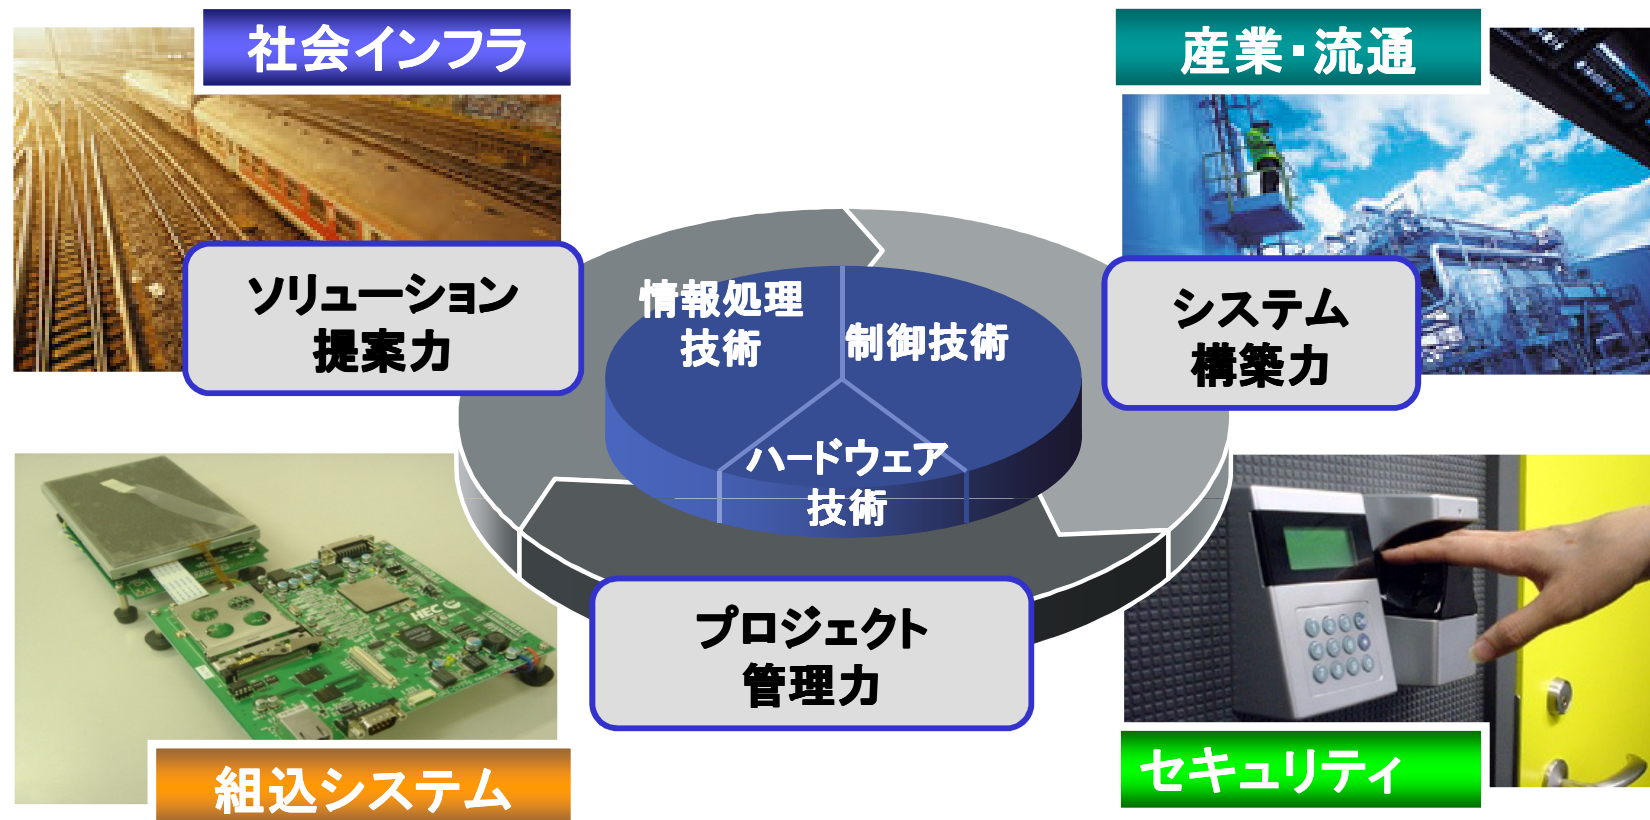 社会インフラ
産業・流通
ソリューション
提案力
情報処理
技術
制御技術
システム
構築力
ハードウェア
技術
HEC
プロジェクト
管理力
組込システム
セキュリティ